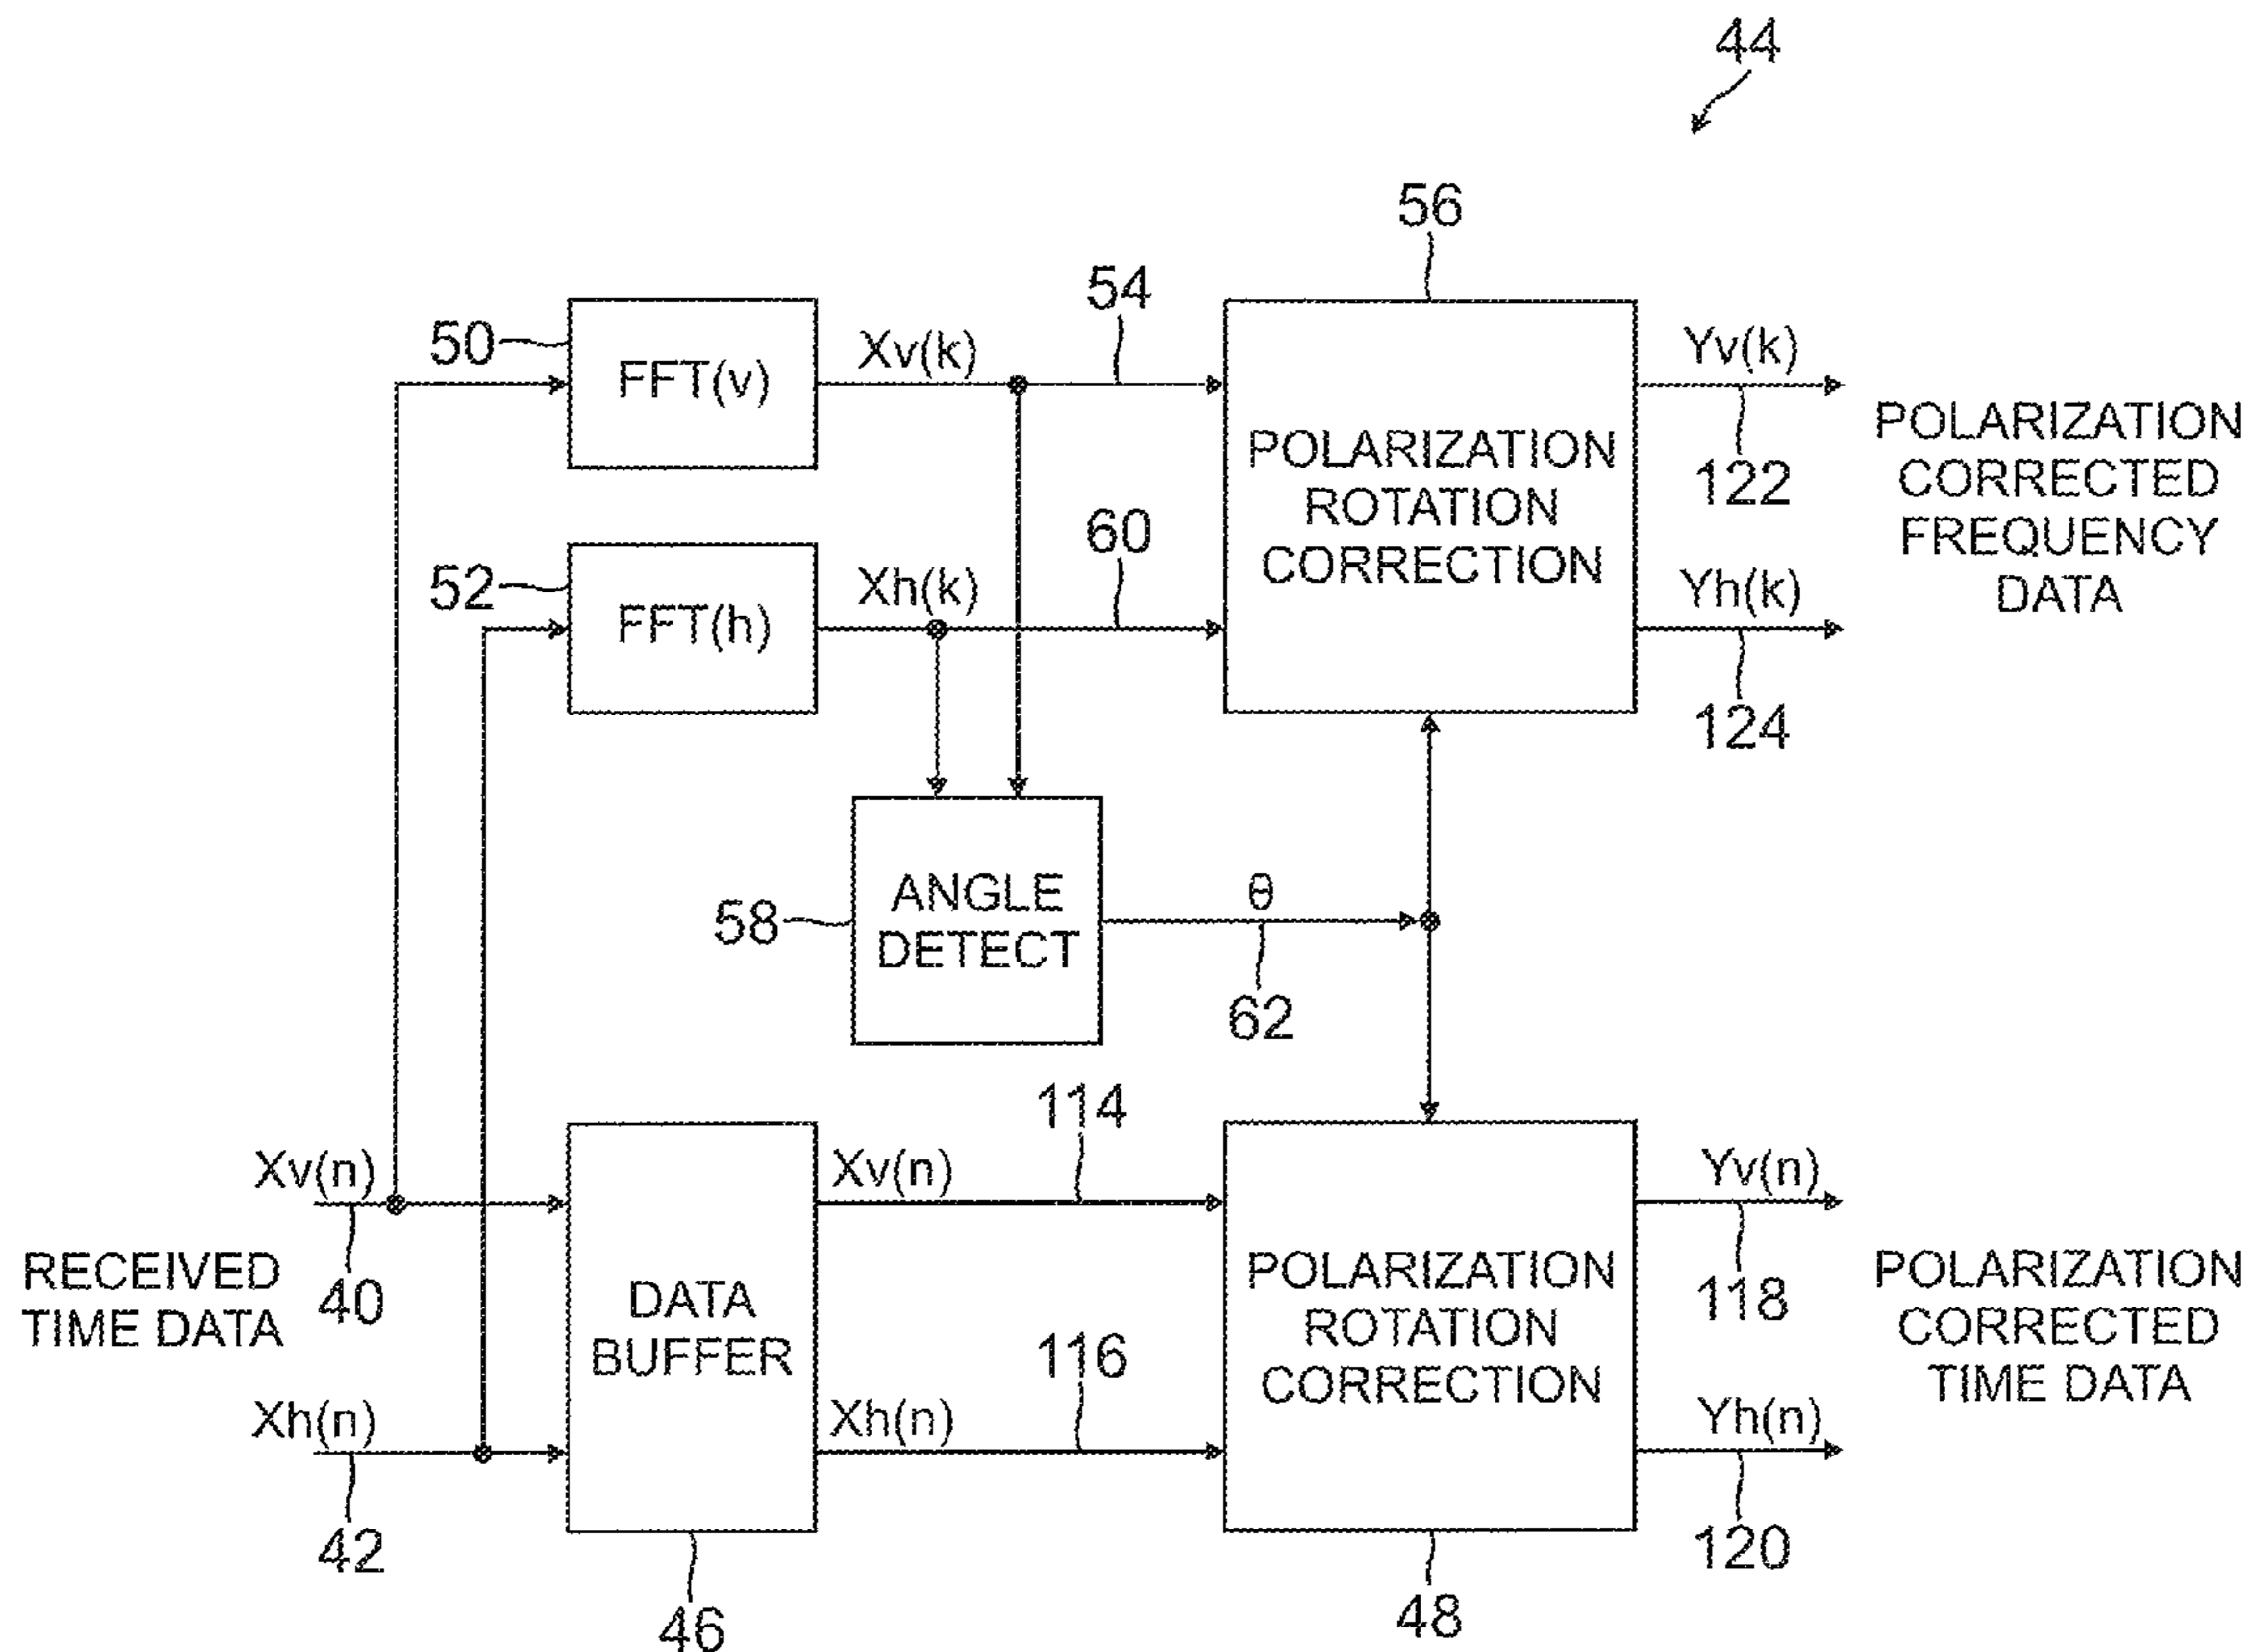 44
56
54
50
FFT(v)
Xv(k)
Yv(k)
122
POLARIZATION
CORRECTED
FREQUENCY
DATA
POLARIZATION
ROTATION
CORRECTION
60
52
FFT(h)
Xh(k)
Yh(k)
124
58
ANGLE
DETECT
θ
62
114
Xv(n)
40
RECEIVED
TIME DATA
Xh(n)
42
DATA
BUFFER
46
Xv(n)
116
Xh(n)
POLARIZATION
ROTATION
CORRECTION
48
Yv(n)
118
POLARIZATION
CORRECTED
TIME DATA
Yh(n)
120